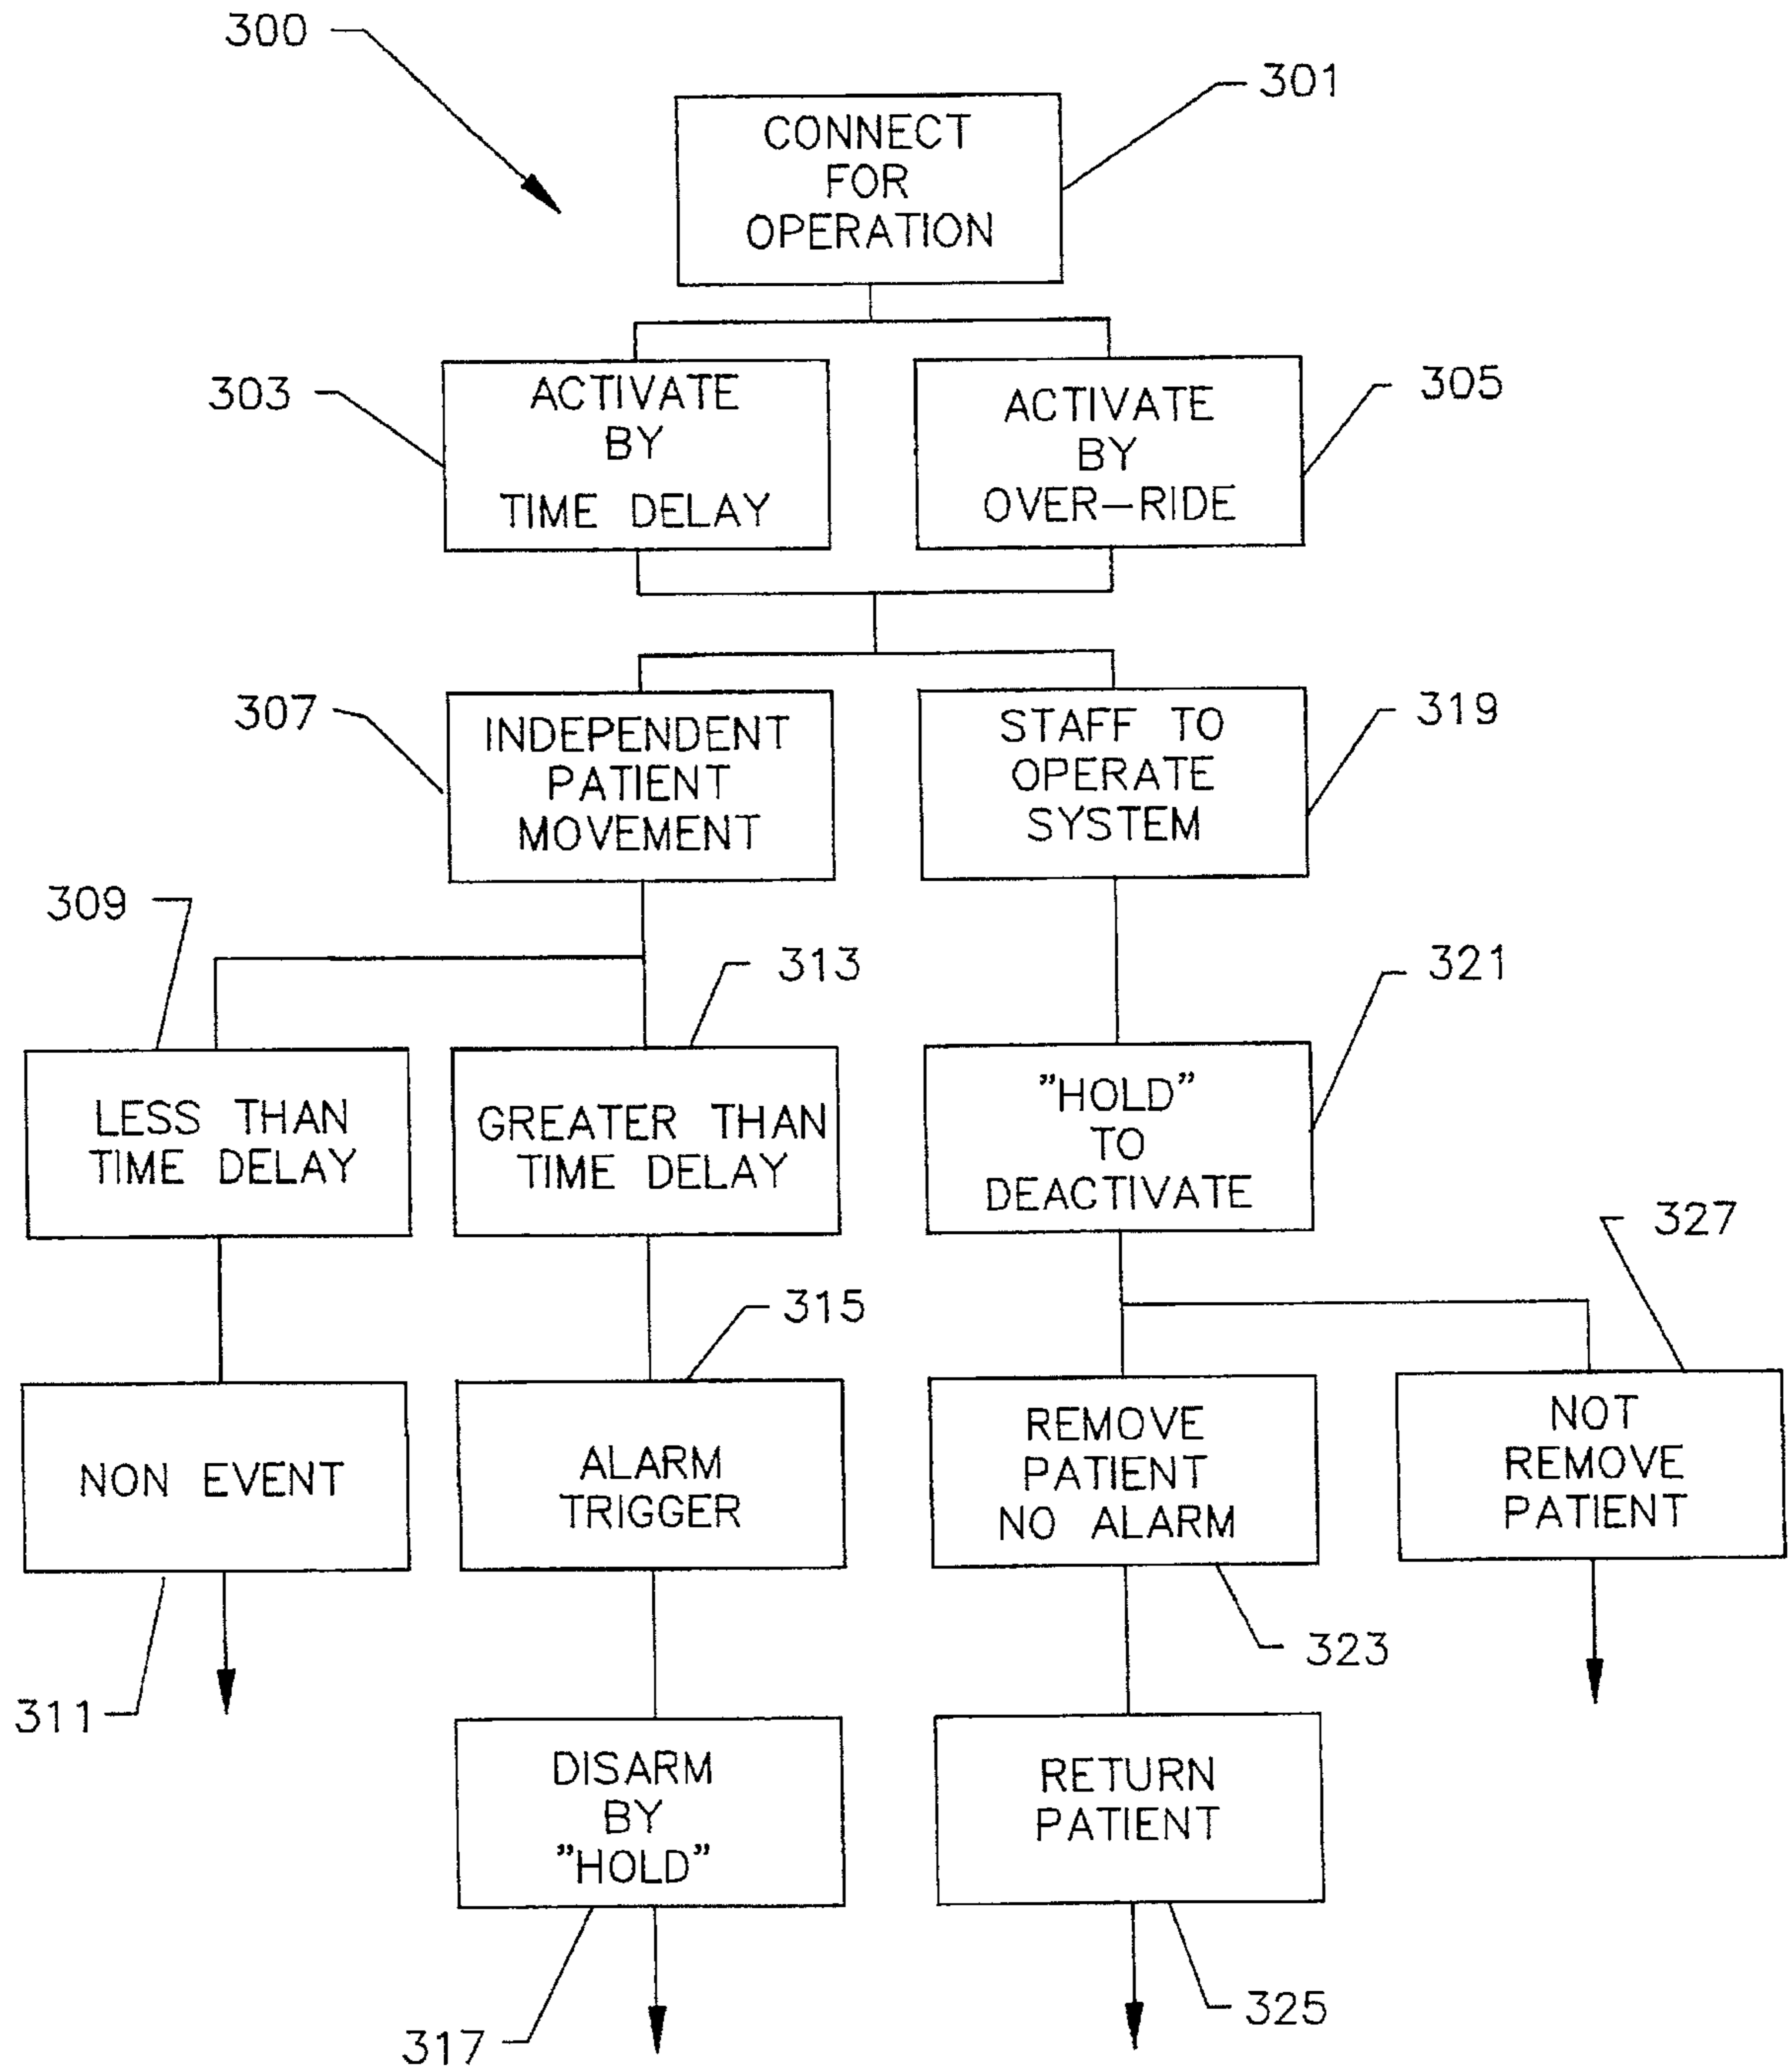 300
301
CONNECT
FOR
OPERATION
303
ACTIVATE
BY
TIME DELAY
305
ACTIVATE
BY
OVER-RIDE
307
INDEPENDENT
PATIENT
MOVEMENT
319
STAFF TO
OPERATE
SYSTEM
309
LESS THAN
TIME DELAY
313
GREATER THAN
TIME DELAY
321
"HOLD"
TO
DEACTIVATE
311
NON EVENT
315
ALARM
TRIGGER
323
REMOVE
PATIENT
NO ALARM
327
NOT
REMOVE
PATIENT
317
DISARM
BY
"HOLD"
325
RETURN
PATIENT